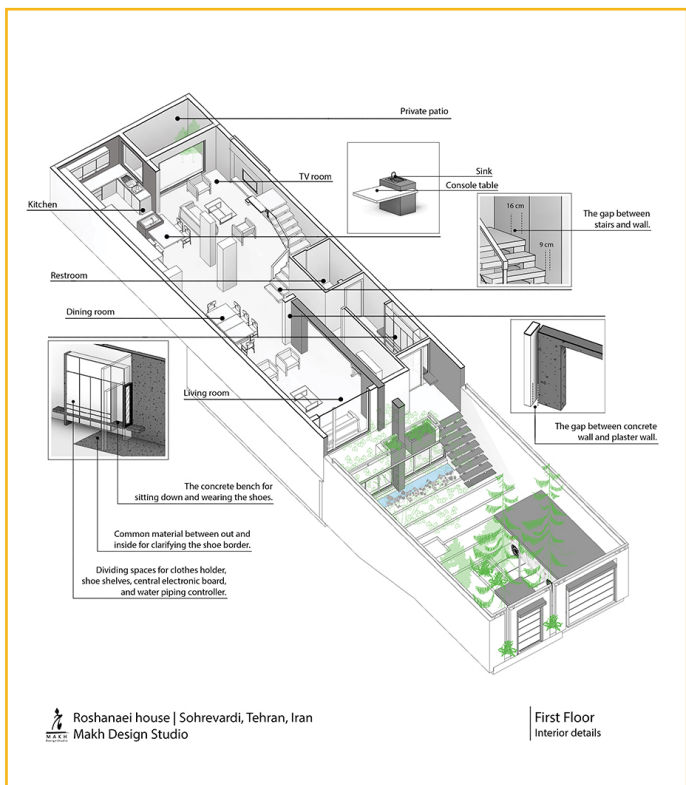 Private patio
TV room
Sink
Console table
Kitchen
16 cm
9 cm
The gap between
stairs and wall.
Restroom
Dining room
Living room
The gap between concrete
wall and plaster wall.
The concrete bench for
sitting down and wearing the shoes.
Common material between out and
inside for clarifying the shoe border.
Dividing spaces for clothes holder,
shoe shelves, central electronic board,
and water piping controller.
Roshanaei house | Sohrevardi, Tehran, Iran
Makh Design Studio
MAKH
First Floor
Interior details